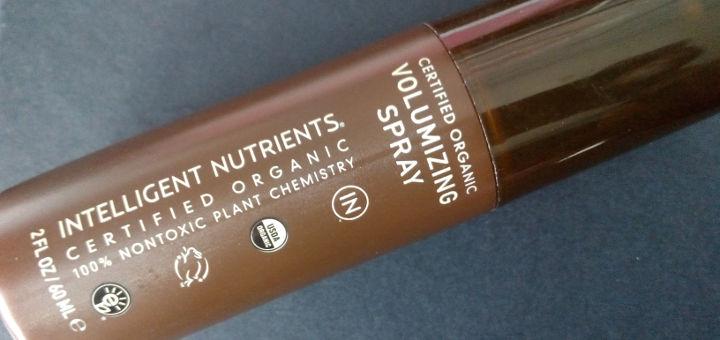 CERTIFIED ORGANIC
VOLUMIZING
SPRAY
IN
INTELLIGENT NUTRIENTS®
CERTIFIED ORGANIC
100% NONTOXIC PLANT CHEMISTRY
USDA
ORGANIC
e
2 FL OZ/60 ML ℮